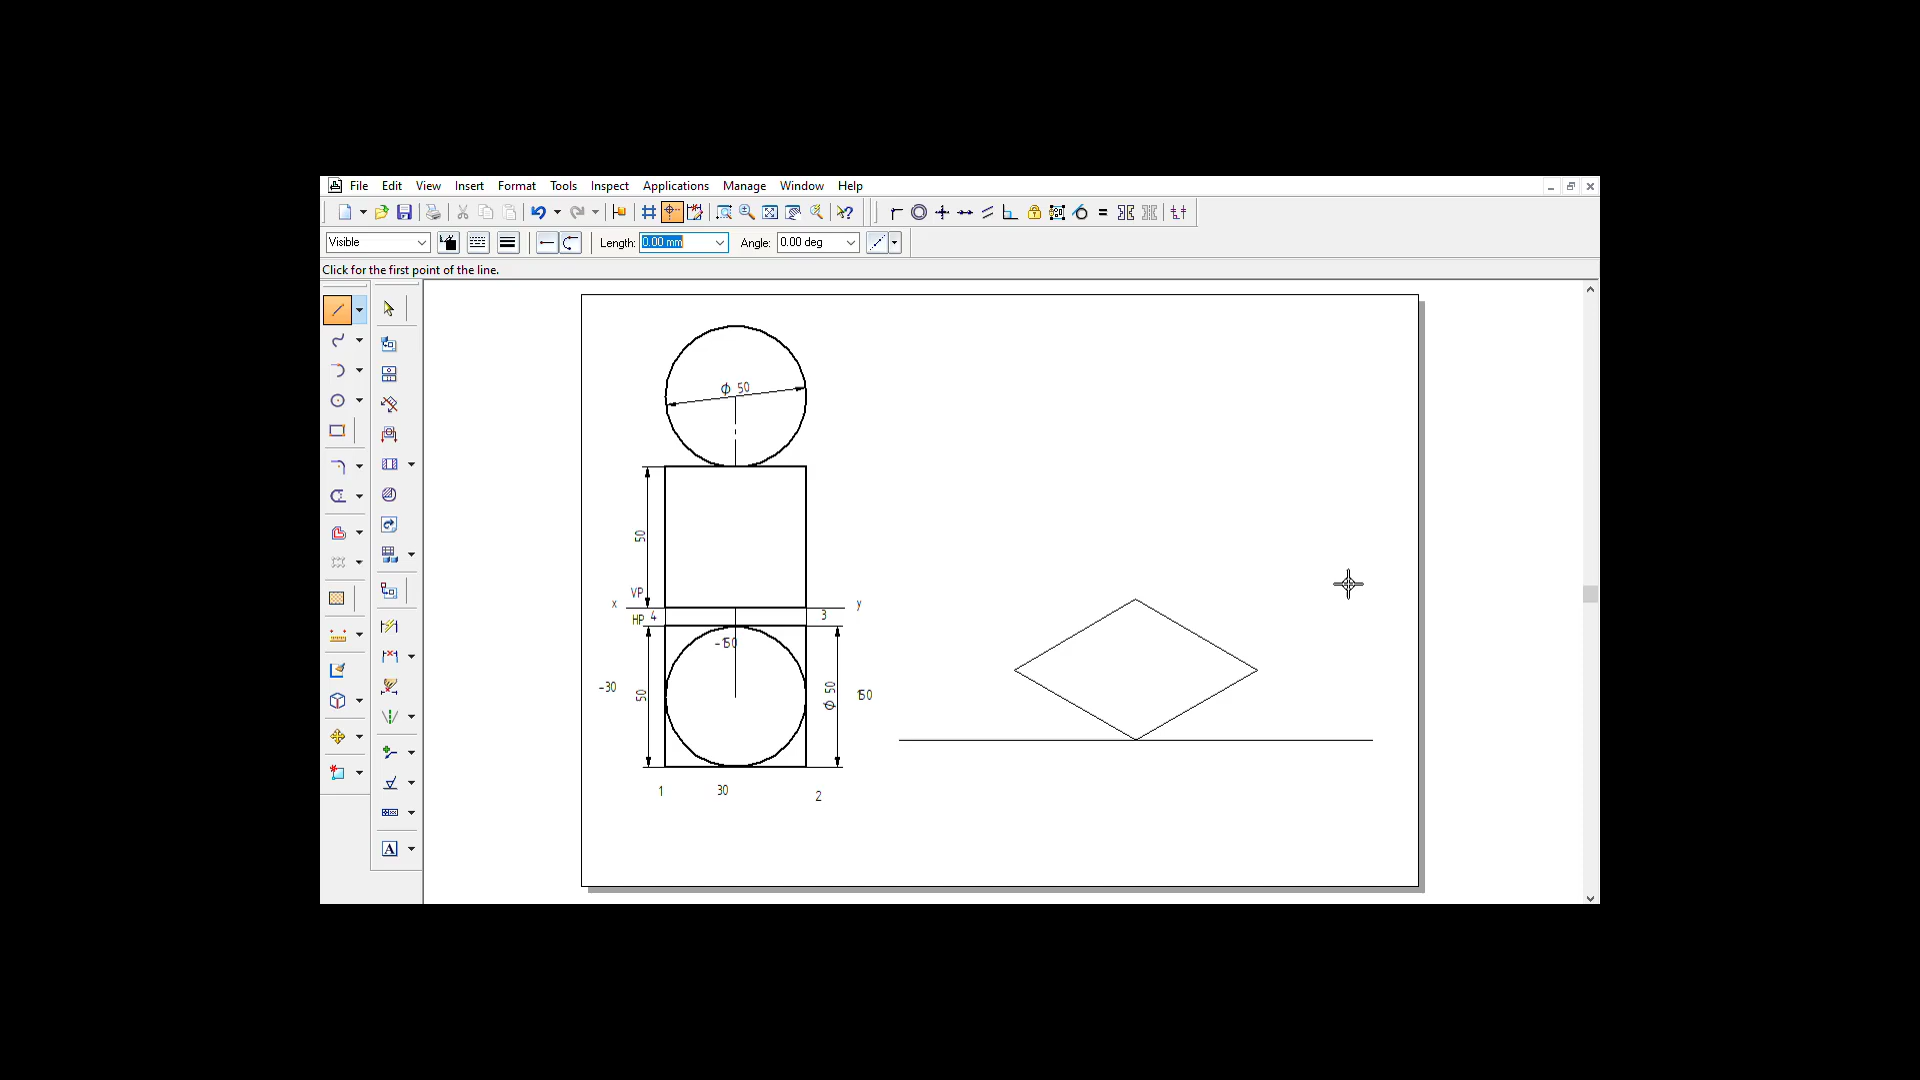 File Edit View Insert Format Tools Inspect Applications Manage Window Help
Visible Length: 0.00 mm Angle: 0.00 deg
Click for the first point of the line.
A
ϕ 50
50
VP
x y
HP 4 3
-150
-30 50 ϕ 50 150
1 30 2